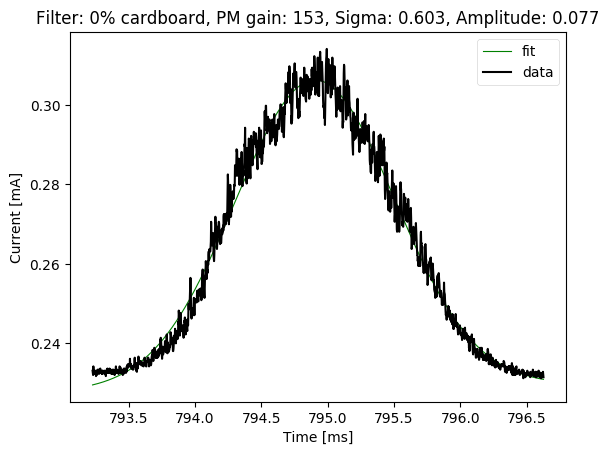 Filter: 0% cardboard, PM gain: 153, Sigma: 0.603, Amplitude: 0.077
fit
data
0.30
0.28
0.26
0.24
Current [mA]
793.5 794.0 794.5 795.0 795.5 796.0 796.5
Time [ms]